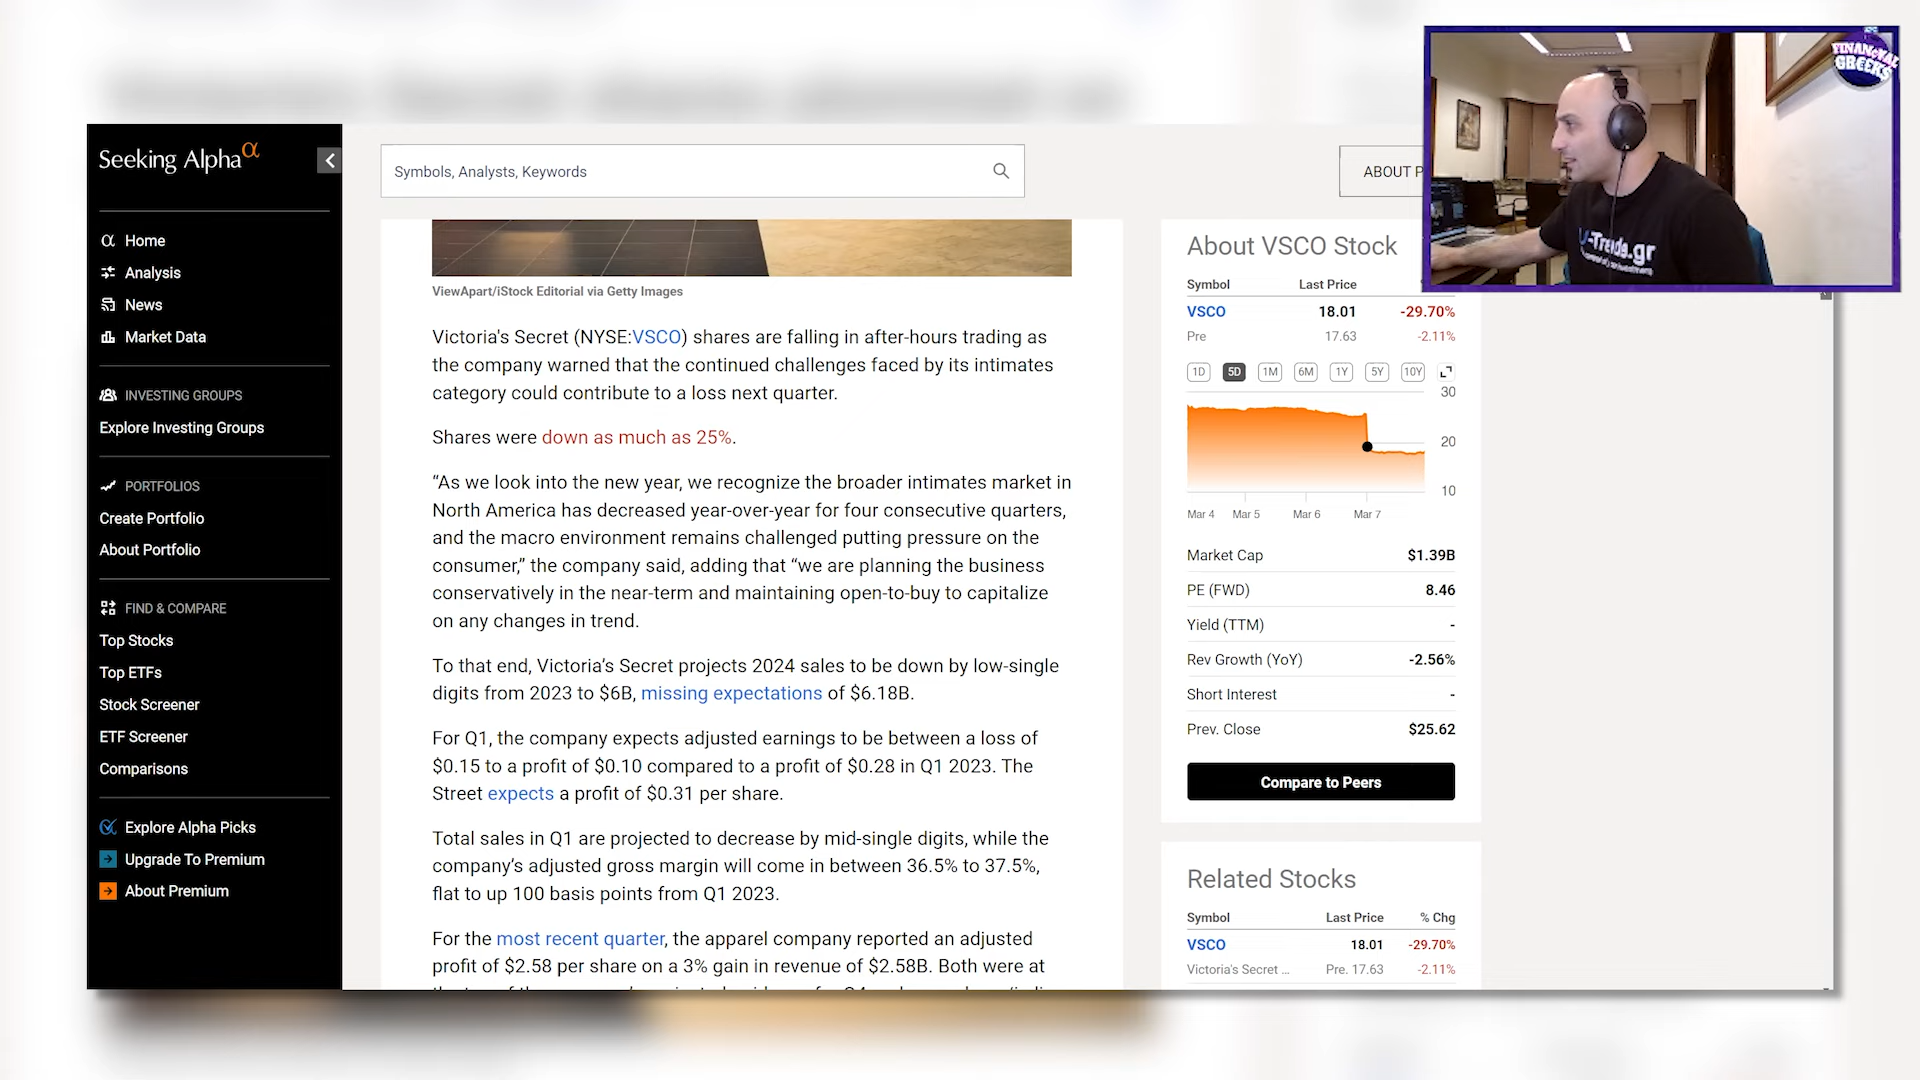 FINANCIAL
GREEKS
Seeking Alphaα
Symbols, Analysts, Keywords
ABOUT P
-Trends.gr
Home
Analysis
News
Market Data
INVESTING GROUPS
Explore Investing Groups
PORTFOLIOS
Create Portfolio
About Portfolio
FIND & COMPARE
Top Stocks
Top ETFs
Stock Screener
ETF Screener
Comparisons
Explore Alpha Picks
Upgrade To Premium
About Premium
ViewApart/iStock Editorial via Getty Images
Victoria's Secret (NYSE:VSCO) shares are falling in after-hours trading as
the company warned that the continued challenges faced by its intimates
category could contribute to a loss next quarter.
Shares were down as much as 25%.
“As we look into the new year, we recognize the broader intimates market in
North America has decreased year-over-year for four consecutive quarters,
and the macro environment remains challenged putting pressure on the
consumer,” the company said, adding that “we are planning the business
conservatively in the near-term and maintaining open-to-buy to capitalize
on any changes in trend.
To that end, Victoria’s Secret projects 2024 sales to be down by low-single
digits from 2023 to $6B, missing expectations of $6.18B.
For Q1, the company expects adjusted earnings to be between a loss of
$0.15 to a profit of $0.10 compared to a profit of $0.28 in Q1 2023. The
Street expects a profit of $0.31 per share.
Total sales in Q1 are projected to decrease by mid-single digits, while the
company’s adjusted gross margin will come in between 36.5% to 37.5%,
flat to up 100 basis points from Q1 2023.
For the most recent quarter, the apparel company reported an adjusted
profit of $2.58 per share on a 3% gain in revenue of $2.58B. Both were at
About VSCO Stock
Symbol Last Price
VSCO 18.01 -29.70%
Pre 17.63 -2.11%
1D 5D 1M 6M 1Y 5Y 10Y
30
20
10
Mar 4 Mar 5 Mar 6 Mar 7
Market Cap $1.39B
PE (FWD) 8.46
Yield (TTM) -
Rev Growth (YoY) -2.56%
Short Interest -
Prev. Close $25.62
Compare to Peers
Related Stocks
Symbol Last Price % Chg
VSCO 18.01 -29.70%
Victoria's Secret ... Pre. 17.63 -2.11%